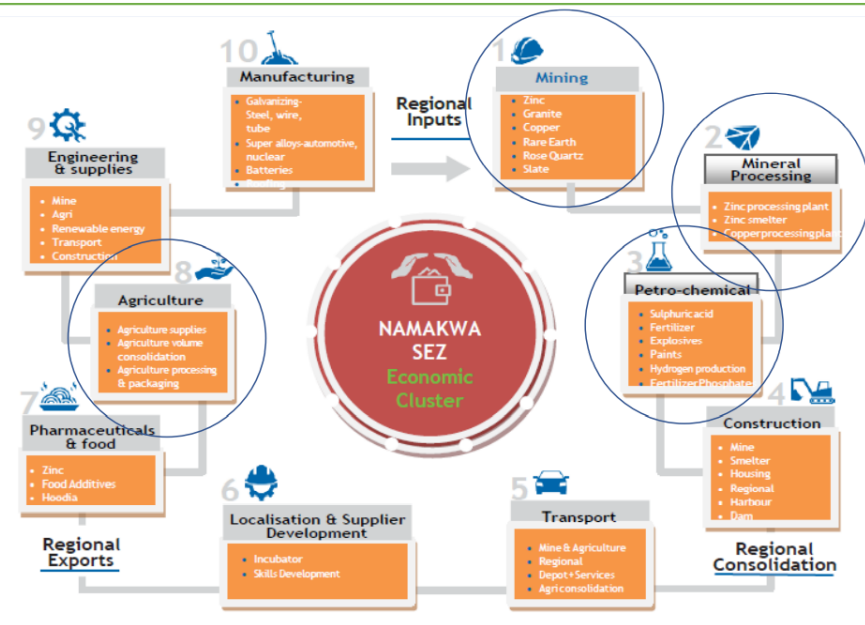 10
Manufacturing
Galvanizing-
Steel, wire,
tube
Super alloys-automotive,
nuclear
Batteries
Regional
Inputs
1
Mining
Zinc
Granite
Copper
Rare Earth
Rose Quartz
Slate
2
Mineral
Processing
Zinc processing plant
Zinc smelter
Copper processing plant
3
Petro-chemical
Sulphuric acid
Fertilizer
Explosives
Paints
Hydrogen production
Fertilizer Phosphate
4
Construction
Mine
Smelter
Housing
Regional
Harbour
Dam
Regional
Consolidation
5
Transport
Mine & Agriculture
Regional
Depot+Services
Agri consolidation
6
Localisation & Supplier
Development
Incubator
Skills Development
7
Pharmaceuticals
& food
Zinc
Food Additives
Hoodia
Regional
Exports
8
Agriculture
Agriculture supplies
Agriculture volume
consolidation
Agriculture processing
& packaging
9
Engineering
& supplies
Mine
Agri
Renewable energy
Transport
Construction
NAMAKWA
SEZ
Economic
Cluster